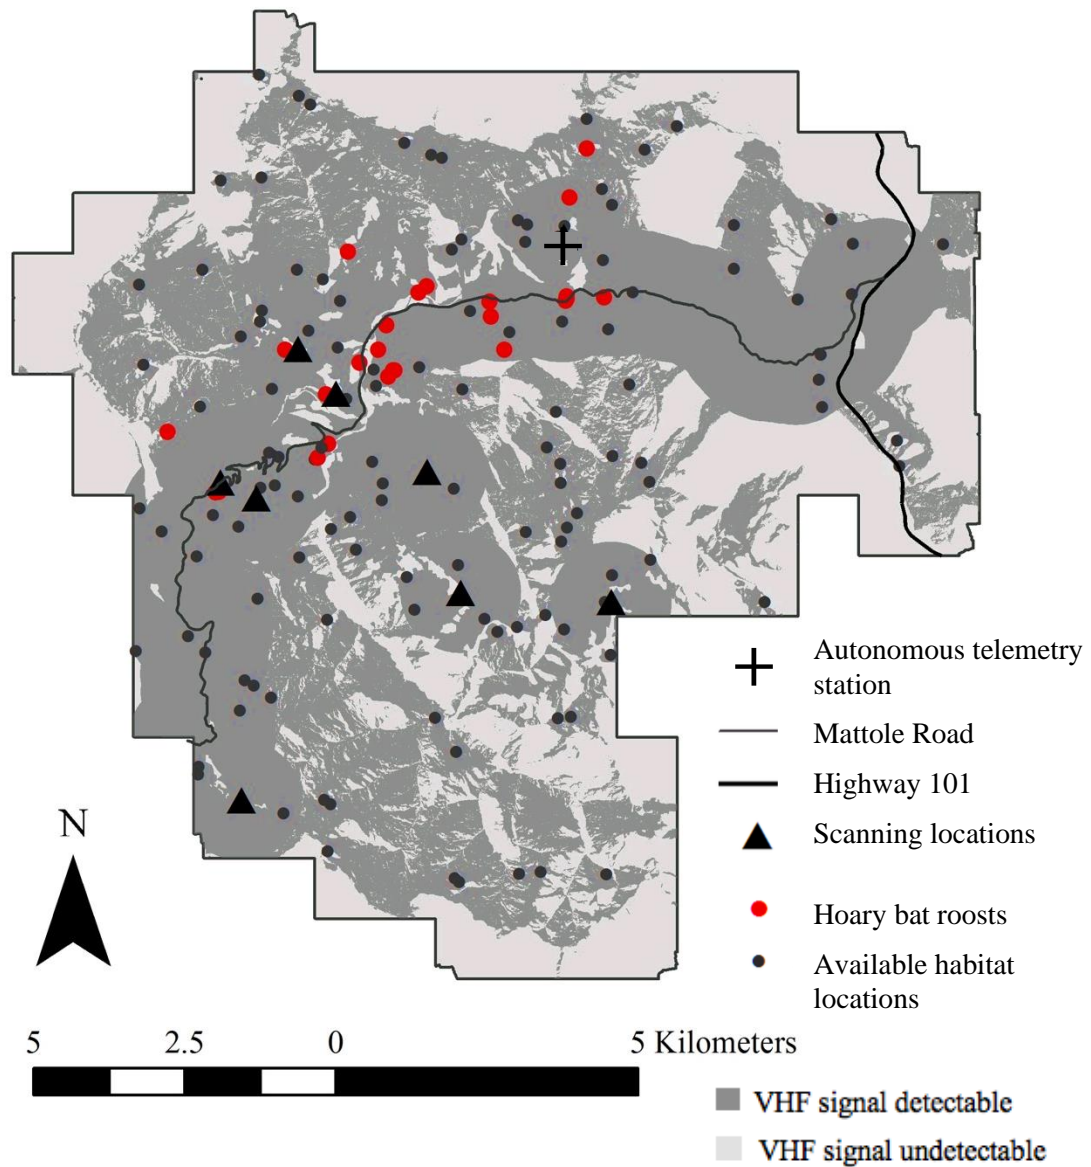 Autonomous telemetry
station
Mattole Road
Highway 101
Scanning locations
N
Hoary bat roosts
Available habitat
locations
5 2.5 0 5 Kilometers
VHF signal detectable
VHF signal undetectable